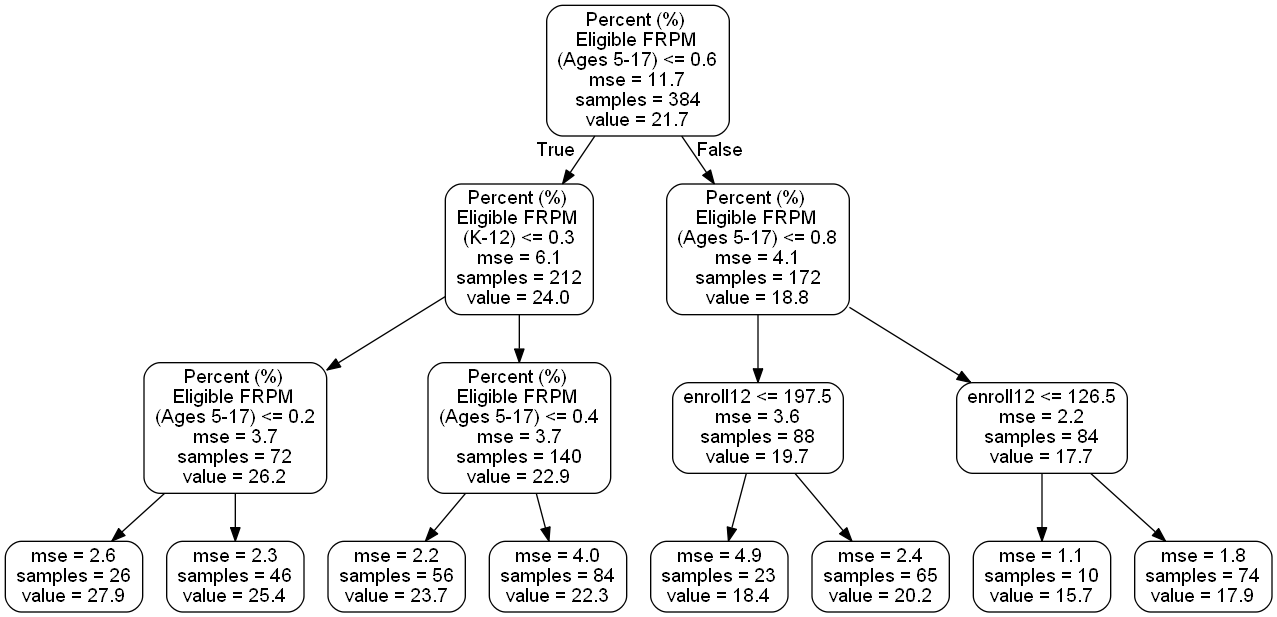 Percent (%)
Eligible FRPM
(Ages 5-17) <= 0.6
mse = 11.7
samples = 384
value = 21.7
True
False
Percent (%)
Eligible FRPM
(K-12) <= 0.3
mse = 6.1
samples = 212
value = 24.0
Percent (%)
Eligible FRPM
(Ages 5-17) <= 0.8
mse = 4.1
samples = 172
value = 18.8
Percent (%)
Eligible FRPM
(Ages 5-17) <= 0.2
mse = 3.7
samples = 72
value = 26.2
Percent (%)
Eligible FRPM
(Ages 5-17) <= 0.4
mse = 3.7
samples = 140
value = 22.9
enroll12 <= 197.5
mse = 3.6
samples = 88
value = 19.7
enroll12 <= 126.5
mse = 2.2
samples = 84
value = 17.7
mse = 2.6
samples = 26
value = 27.9
mse = 2.3
samples = 46
value = 25.4
mse = 2.2
samples = 56
value = 23.7
mse = 4.0
samples = 84
value = 22.3
mse = 4.9
samples = 23
value = 18.4
mse = 2.4
samples = 65
value = 20.2
mse = 1.1
samples = 10
value = 15.7
mse = 1.8
samples = 74
value = 17.9